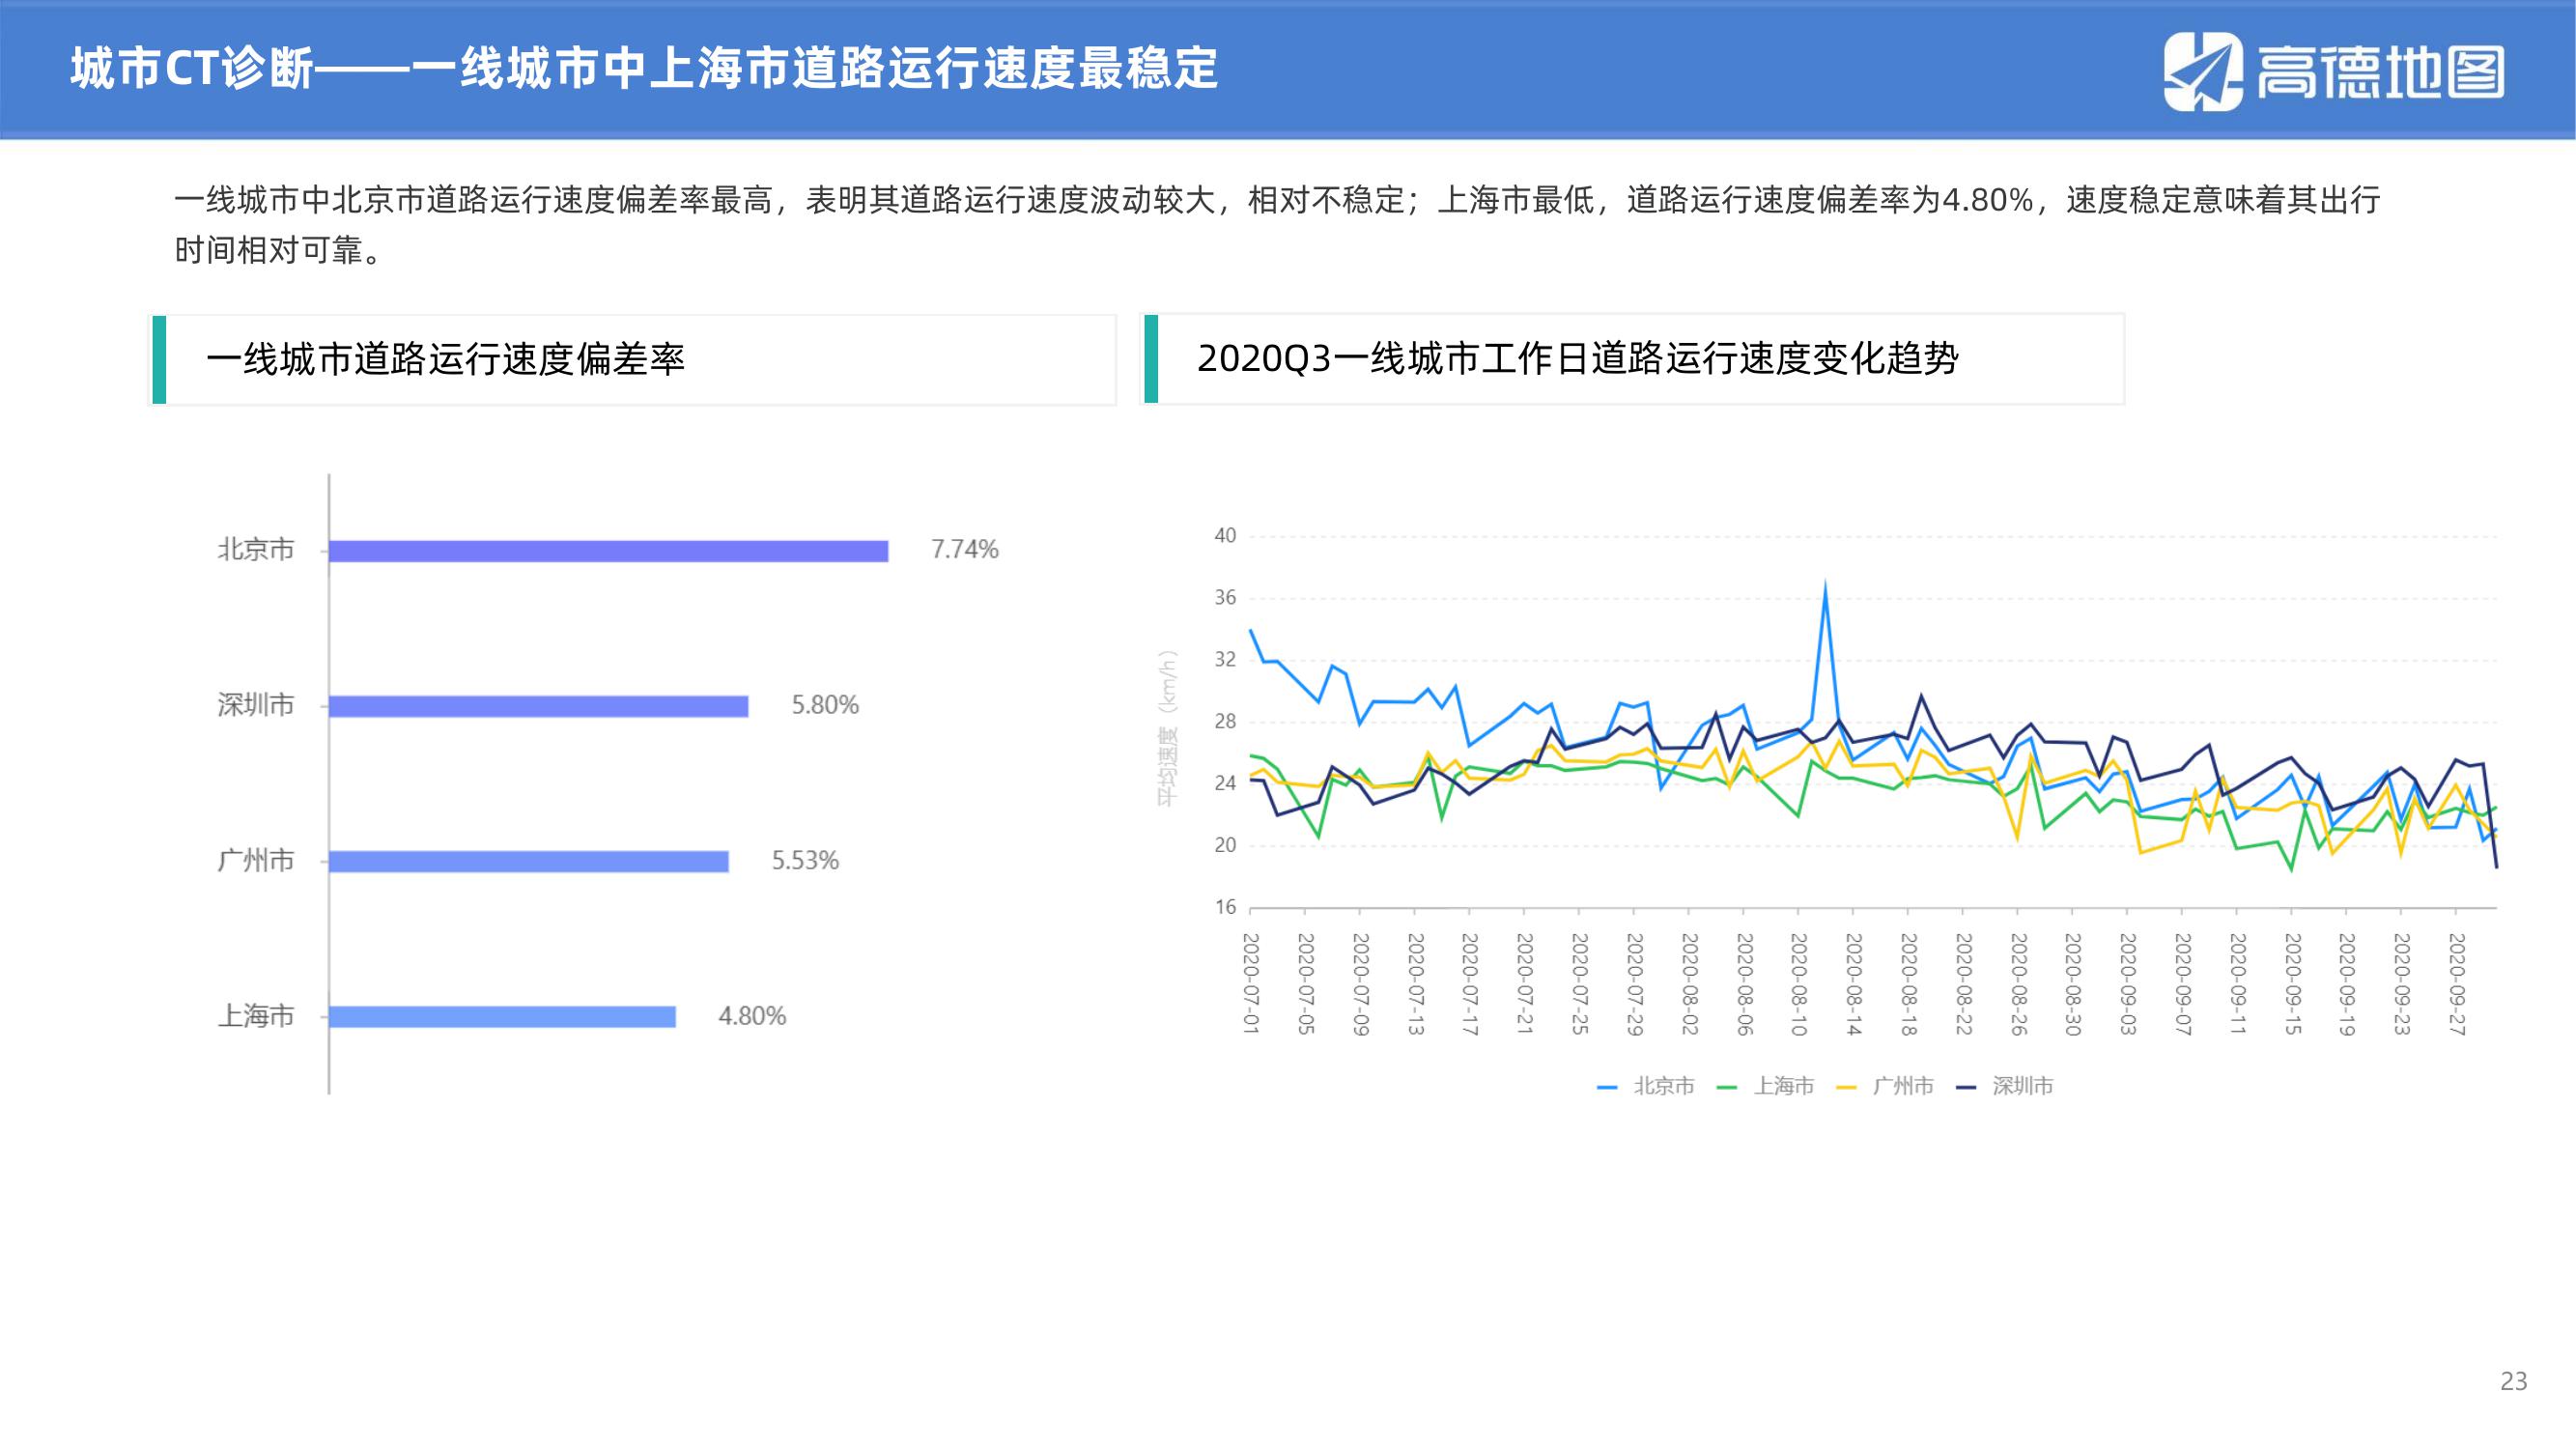 城市CT诊断——一线城市中上海市道路运行速度最稳定
高德地图
一线城市中北京市道路运行速度偏差率最高，表明其道路运行速度波动较大，相对不稳定；上海市最低，道路运行速度偏差率为4.80%，速度稳定意味着其出行
时间相对可靠。
一线城市道路运行速度偏差率
2020Q3一线城市工作日道路运行速度变化趋势
北京市
7.74%
深圳市
5.80%
广州市
5.53%
上海市
4.80%
平均速度（km/h）
40
36
32
28
24
20
16
2020-07-01
2020-07-05
2020-07-09
2020-07-13
2020-07-17
2020-07-21
2020-07-25
2020-07-29
2020-08-02
2020-08-06
2020-08-10
2020-08-14
2020-08-18
2020-08-22
2020-08-26
2020-08-30
2020-09-03
2020-09-07
2020-09-11
2020-09-15
2020-09-19
2020-09-23
2020-09-27
北京市 上海市 广州市 深圳市
23